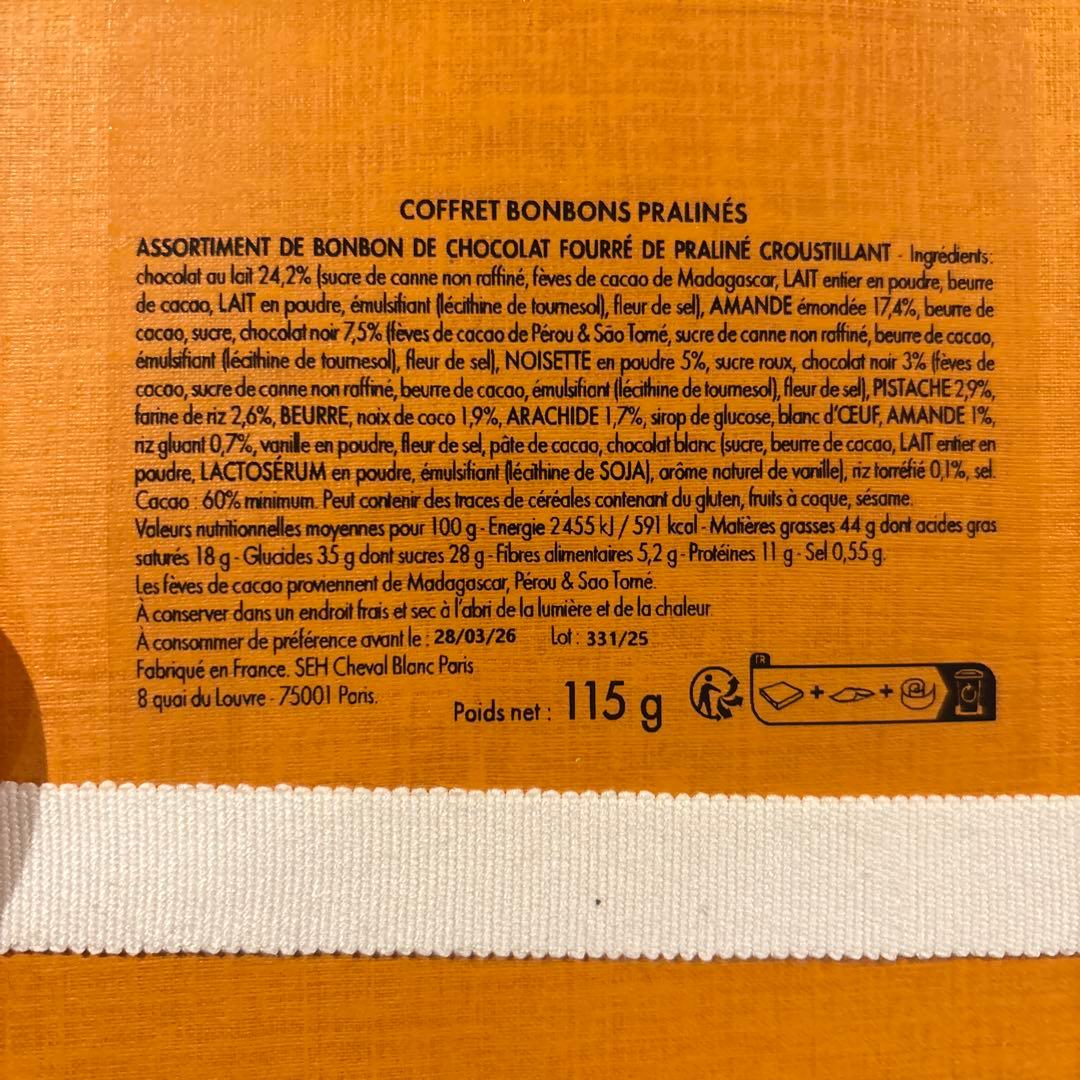 COFFRET BONBONS PRALINÉS
ASSORTIMENT DE BONBON DE CHOCOLAT FOURRÉ DE PRALINÉ CROUSTILLANT - Ingrédients:
chocolat au lait 24,2% (sucre de canne non raffiné, fèves de cacao de Madagascar, LAIT entier en poudre, beurre
de cacao, LAIT en poudre, émulsifiant (lécithine de tournesol), fleur de sel), AMANDE émondée 17,4%, beurre de
cacao, sucre, chocolat noir 7,5% (fèves de cacao de Pérou & São Tomé, sucre de canne non raffiné, beurre de cacao,
émulsifiant (lécithine de tournesol), fleur de sel), NOISETTE en poudre 5%, sucre roux, chocolat noir 3% (fèves de
cacao, sucre de canne non raffiné, beurre de cacao, émulsifiant (lécithine de tournesol), fleur de sel), PISTACHE 2,9%,
farine de riz 2,6%, BEURRE, noix de coco 1,9%, ARACHIDE 1,7%, sirop de glucose, blanc d'ŒUF, AMANDE 1%,
riz gluant 0,7%, vanille en poudre, fleur de sel, pâte de cacao, chocolat blanc (sucre, beurre de cacao, LAIT entier en
poudre, LACTOSÉRUM en poudre, émulsifiant (lécithine de SOJA), arôme naturel de vanille), riz torréfié 0,1%, sel.
Cacao : 60% minimum. Peut contenir des traces de céréales contenant du gluten, fruits à coque, sésame.
Valeurs nutritionnelles moyennes pour 100 g - Energie 2455 kJ / 591 kcal - Matières grasses 44 g dont acides gras
saturés 18 g - Glucides 35 g dont sucres 28 g - Fibres alimentaires 5,2 g - Protéines 11 g - Sel 0,55 g.
Les fèves de cacao proviennent de Madagascar, Pérou & Sao Tomé.
À conserver dans un endroit frais et sec à l'abri de la lumière et de la chaleur.
À consommer de préférence avant le : 28/03/26 Lot : 331/25
Fabriqué en France. SEH Cheval Blanc Paris
8 quai du Louvre - 75001 Paris.
Poids net : 115 g
FR